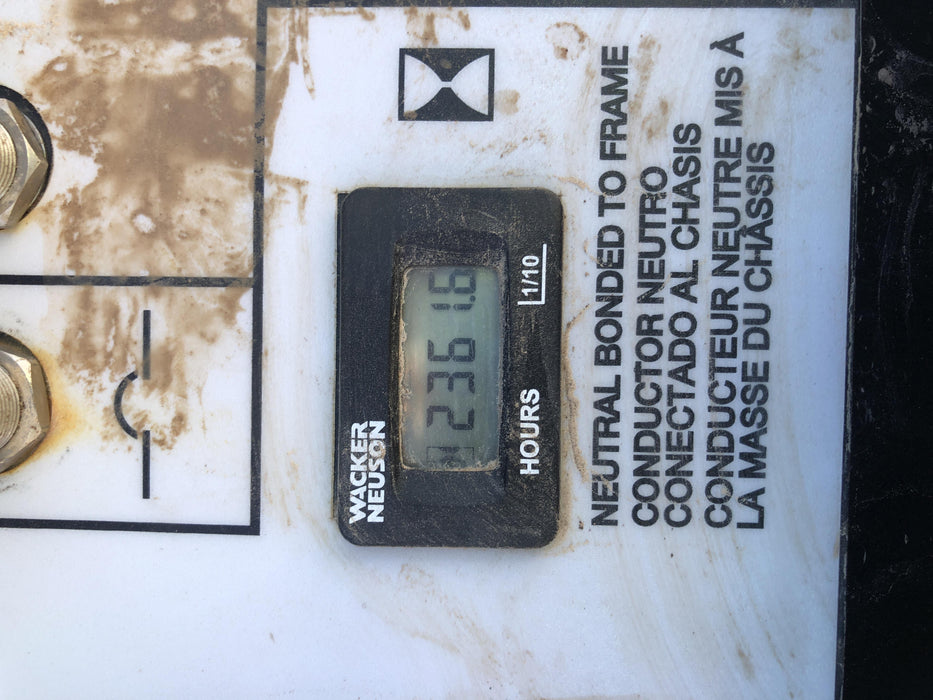 WACKER
NEUSON
2361.6
HOURS 1/10
NEUTRAL BONDED TO FRAME
CONDUCTOR NEUTRO
CONECTADO AL CHASIS
CONDUCTEUR NEUTRE MIS À
LA MASSE DU CHÂSSIS